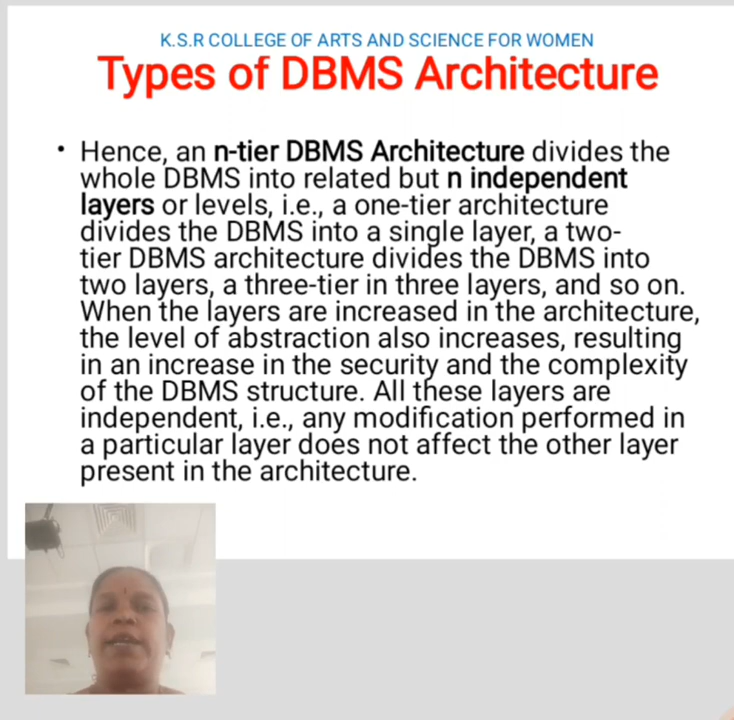 K.S.R COLLEGE OF ARTS AND SCIENCE FOR WOMEN
Types of DBMS Architecture
• Hence, an n-tier DBMS Architecture divides the
whole DBMS into related but n independent
layers or levels, i.e., a one-tier architecture
divides the DBMS into a single layer, a two-
tier DBMS architecture divides the DBMS into
two layers, a three-tier in three layers, and so on.
When the layers are increased in the architecture,
the level of abstraction also increases, resulting
in an increase in the security and the complexity
of the DBMS structure. All these layers are
independent, i.e., any modification performed in
a particular layer does not affect the other layer
present in the architecture.